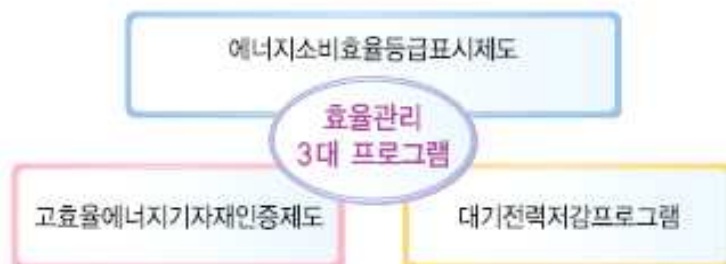 에너지소비효율등급표시제도
효율관리
3대 프로그램
고효율에너지기자재인증제도
대기전력저감프로그램